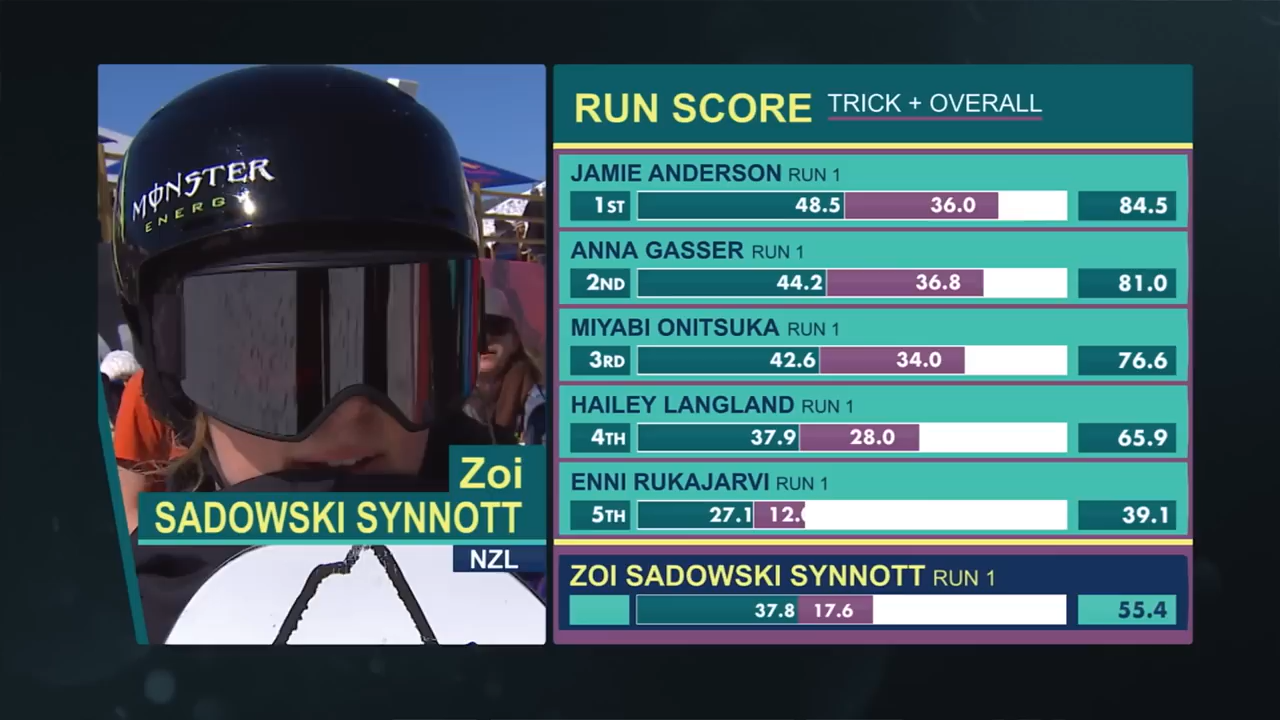 MONSTER
ENERGY
Zoi
SADOWSKI SYNNOTT
NZL
RUN SCORE TRICK + OVERALL
JAMIE ANDERSON RUN 1
1ST 48.5 36.0 84.5
ANNA GASSER RUN 1
2ND 44.2 36.8 81.0
MIYABI ONITSUKA RUN 1
3RD 42.6 34.0 76.6
HAILEY LANGLAND RUN 1
4TH 37.9 28.0 65.9
ENNI RUKAJARVI RUN 1
5TH 27.1 12.0 39.1
ZOI SADOWSKI SYNNOTT RUN 1
37.8 17.6 55.4